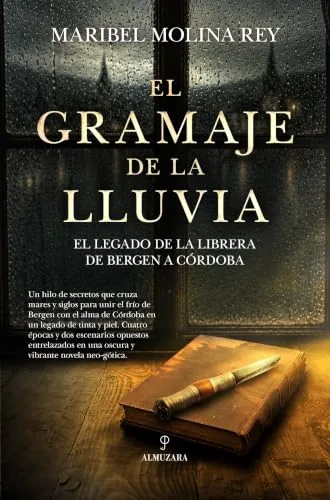 MARIBEL MOLINA REY
EL
GRAMAJE
DE LA
LLUVIA
EL LEGADO DE LA LIBRERA
DE BERGEN A CÓRDOBA
Un hilo de secretos que cruza
mares y siglos para unir el frío de
Bergen con el alma de Córdoba en
un legado de tinta y piel. Cuatro
épocas y dos escenarios opuestos
entrelazados en una oscura y
vibrante novela neo-gótica.
ALMUZARA